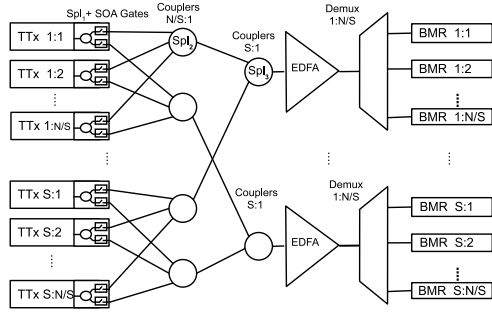 Spl₁+ SOA Gates
Couplers
N/S:1
Couplers
S:1
Demux
1:N/S
TTx 1:1
Spl₂
BMR 1:1
TTx 1:2
Spl₃
EDFA
BMR 1:2
TTx 1:N/S
BMR 1:N/S
Couplers
S:1
Demux
1:N/S
TTx S:1
BMR S:1
TTx S:2
EDFA
BMR S:2
TTx S:N/S
BMR S:N/S